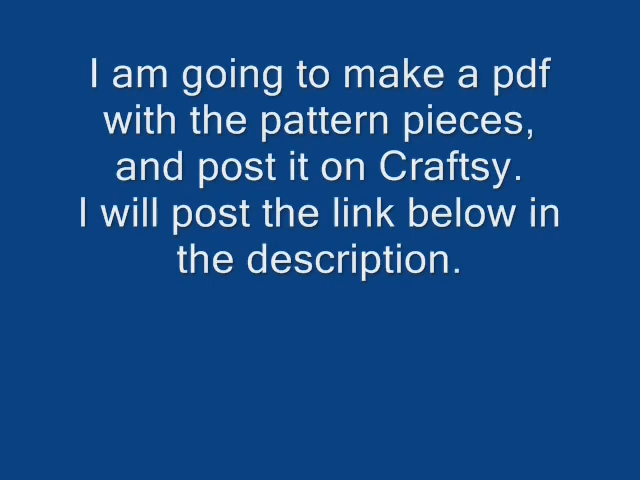 I am going to make a pdf
with the pattern pieces,
and post it on Craftsy.
I will post the link below in
the description.